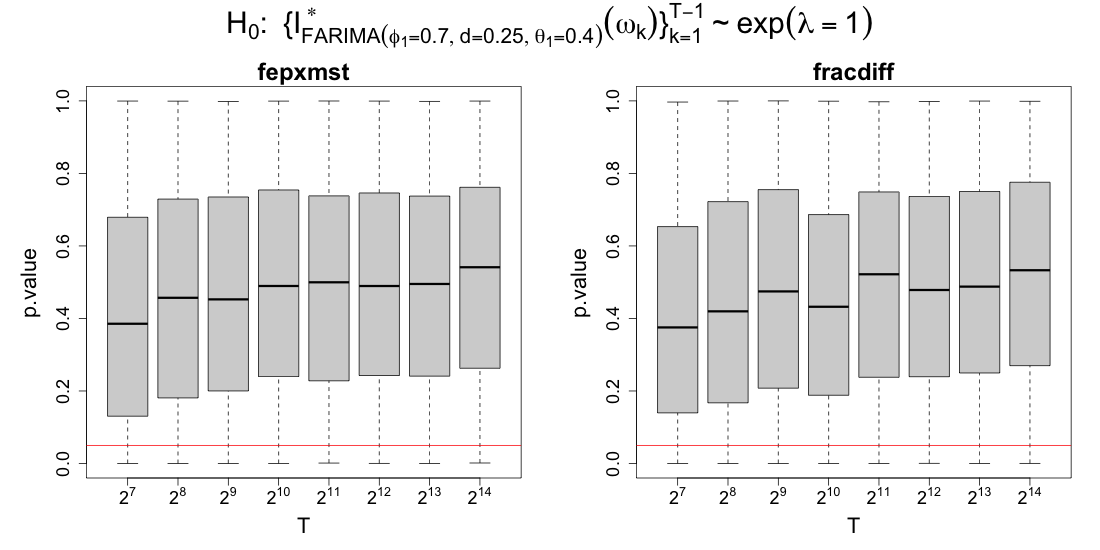 H₀: {I*_FARIMA(ϕ₁=0.7, d=0.25, θ₁=0.4)(ωₖ)}ₖ₌₁ᵀ⁻¹ ~ exp(λ = 1)
fepxmst
p.value
1.0
0.8
0.6
0.4
0.2
0.0
2⁷ 2⁸ 2⁹ 2¹⁰ 2¹¹ 2¹² 2¹³ 2¹⁴
T
fracdiff
p.value
1.0
0.8
0.6
0.4
0.2
0.0
2⁷ 2⁸ 2⁹ 2¹⁰ 2¹¹ 2¹² 2¹³ 2¹⁴
T